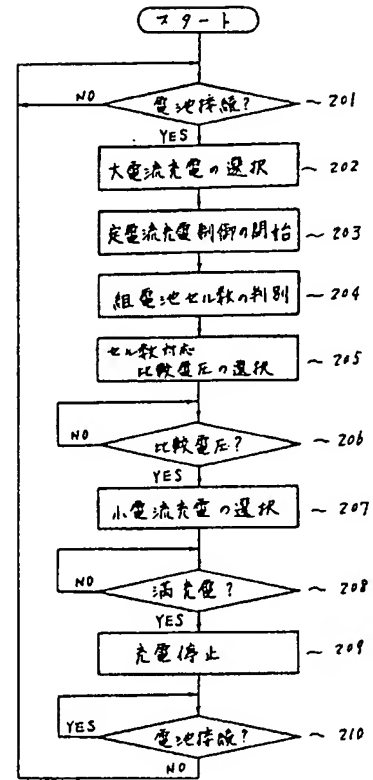 スタート
NO
電池接続?
~ 201
YES
大電流充電の選択
~ 202
定電流充電制御の開始
~ 203
組電池セル数の判別
~ 204
セル数対応
比較電圧の選択
~ 205
NO
比較電圧?
~ 206
YES
小電流充電の選択
~ 207
NO
満充電?
~ 208
YES
充電停止
~ 209
YES
電池接続?
~ 210
NO